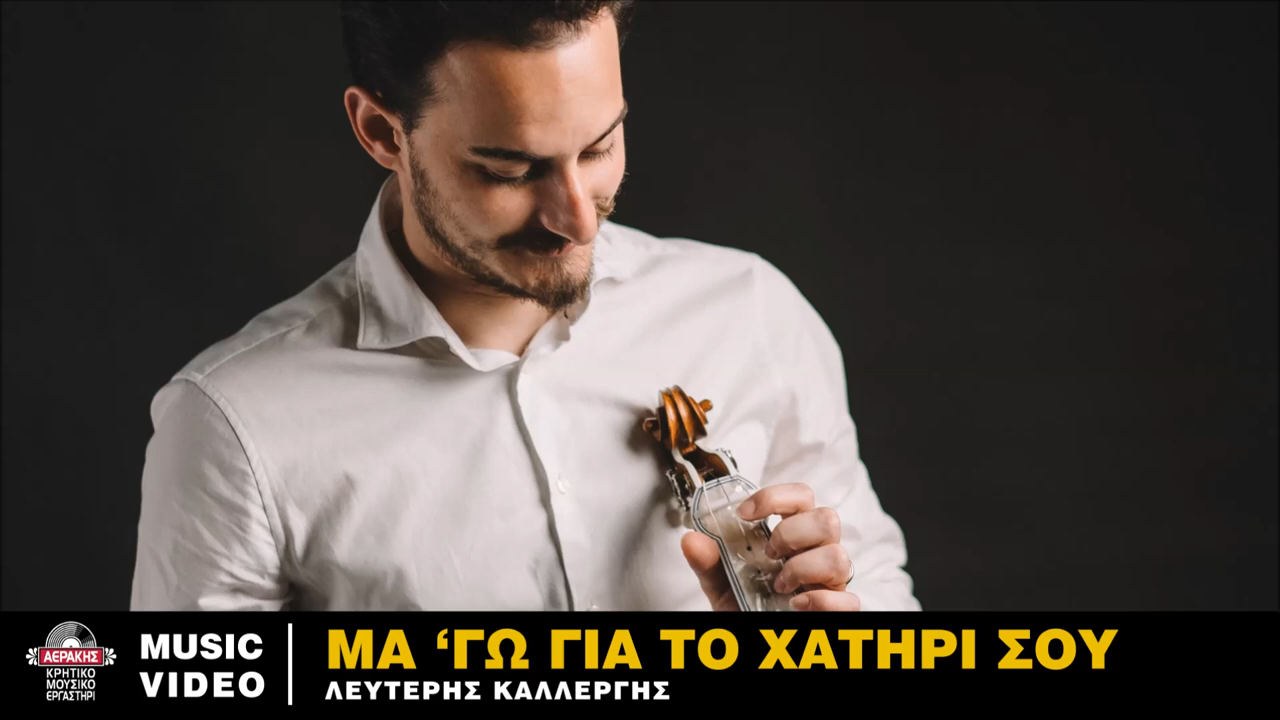 ΑΕΡΑΚΗΣ
ΚΡΗΤΙΚΟ
ΜΟΥΣΙΚΟ
ΕΡΓΑΣΤΗΡΙ
MUSIC
VIDEO
ΜΑ ‘ΓΩ ΓΙΑ ΤΟ ΧΑΤΗΡΙ ΣΟΥ
ΛΕΥΤΕΡΗΣ ΚΑΛΛΕΡΓΗΣ